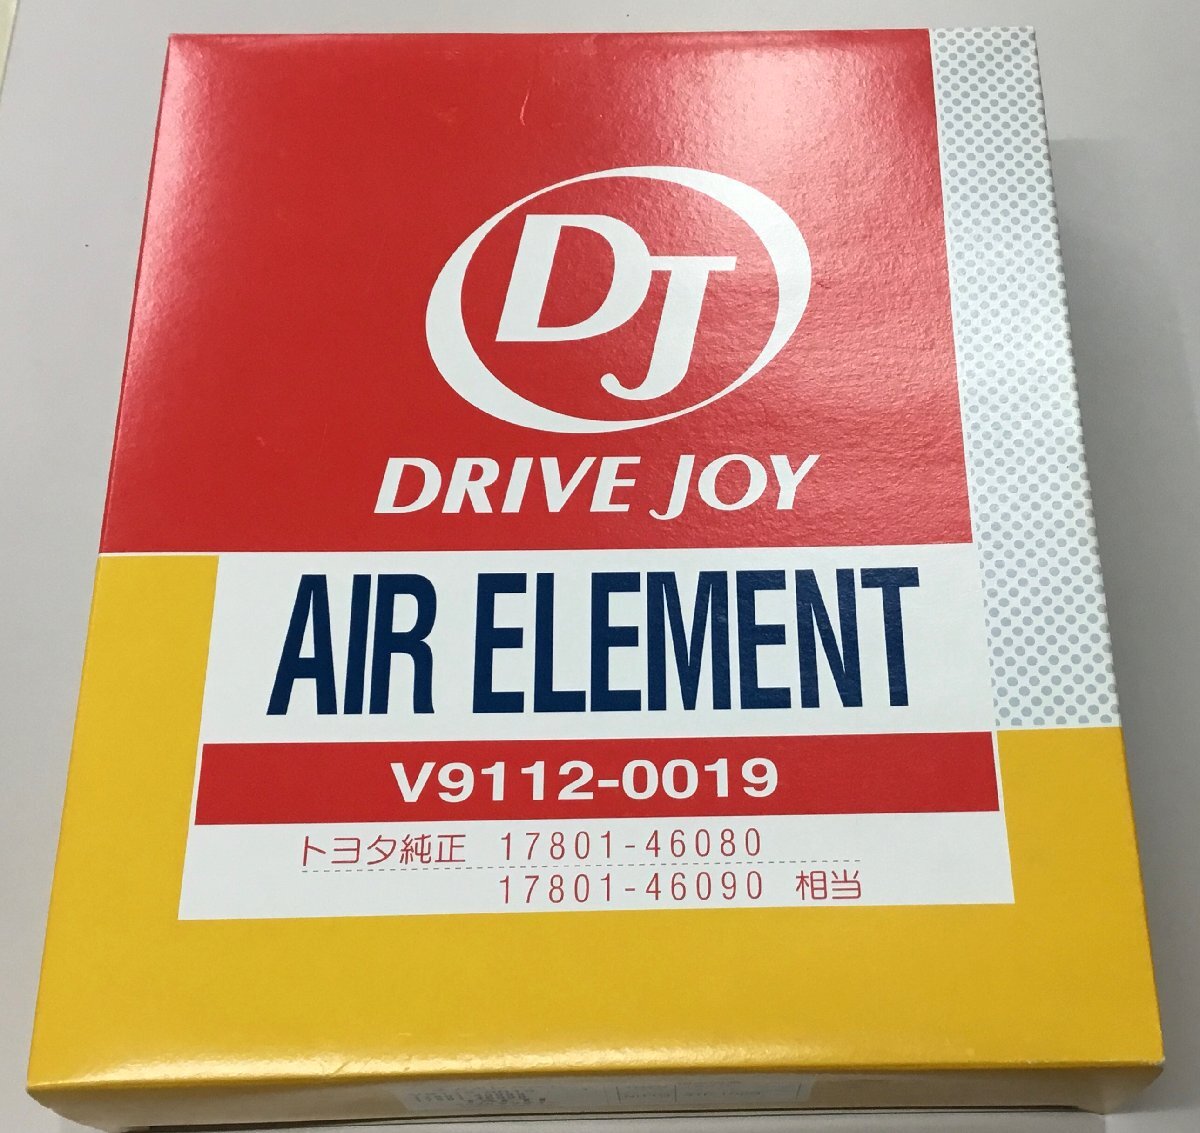 DJ
DRIVE JOY
AIR ELEMENT
V9112-0019
トヨタ純正 17801-46080
17801-46090 相当